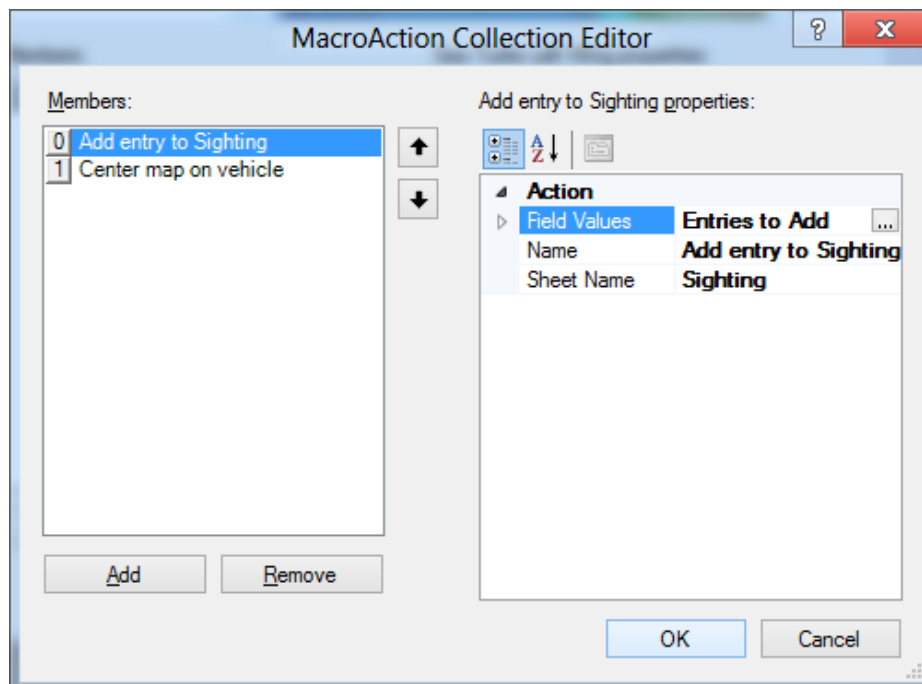 MacroAction Collection Editor
?
x
Members:
0 Add entry to Sighting
1 Center map on vehicle
Add
Remove
Add entry to Sighting properties:
A
Z
Action
Field Values Entries to Add ...
Name Add entry to Sighting
Sheet Name Sighting
OK
Cancel